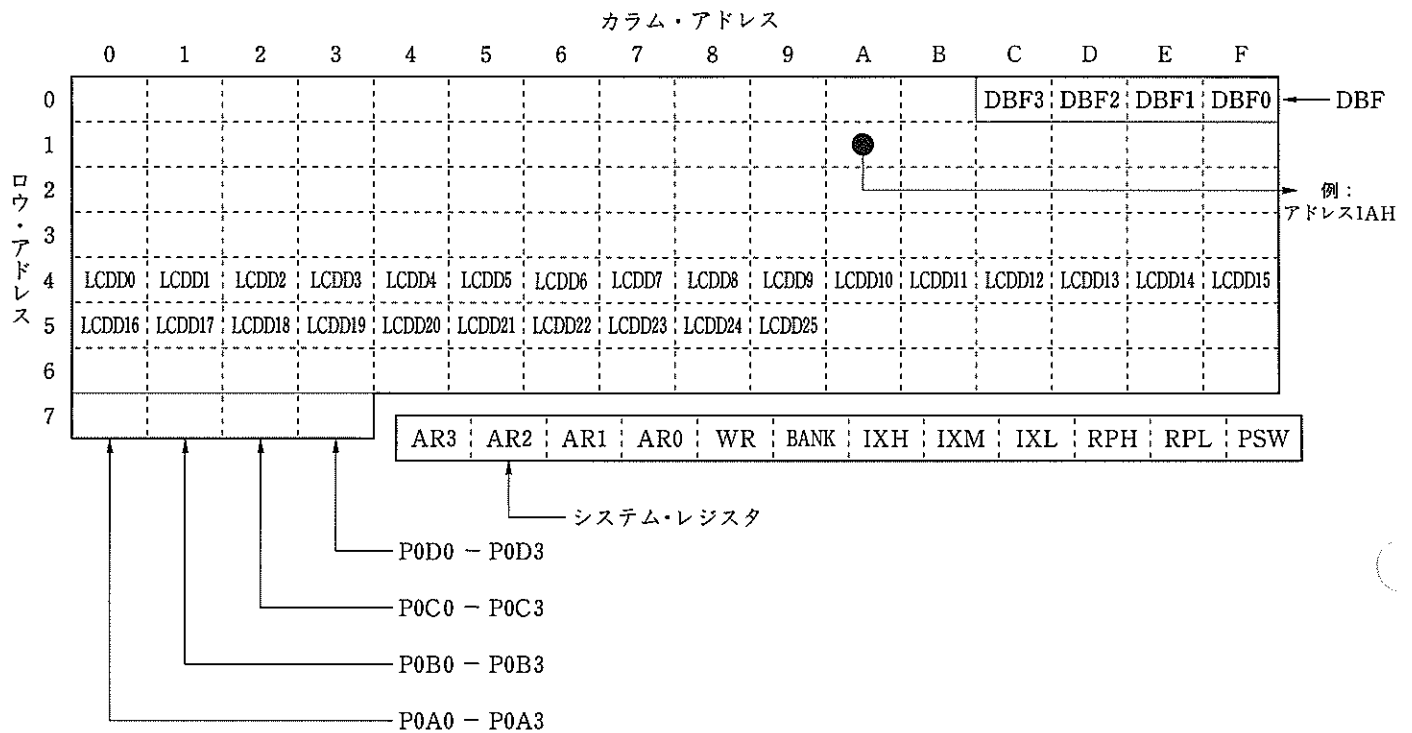 カラム・アドレス
0 1 2 3 4 5 6 7 8 9 A B C D E F
ロウ・アドレス
0 DBF3 DBF2 DBF1 DBF0 DBF
1
2 例：
アドレス1AH
3
4 LCDD0 LCDD1 LCDD2 LCDD3 LCDD4 LCDD5 LCDD6 LCDD7 LCDD8 LCDD9 LCDD10 LCDD11 LCDD12 LCDD13 LCDD14 LCDD15
5 LCDD16 LCDD17 LCDD18 LCDD19 LCDD20 LCDD21 LCDD22 LCDD23 LCDD24 LCDD25
6
7
AR3 AR2 AR1 AR0 WR BANK IXH IXM IXL RPH RPL PSW
システム・レジスタ
P0D0 − P0D3
P0C0 − P0C3
P0B0 − P0B3
P0A0 − P0A3